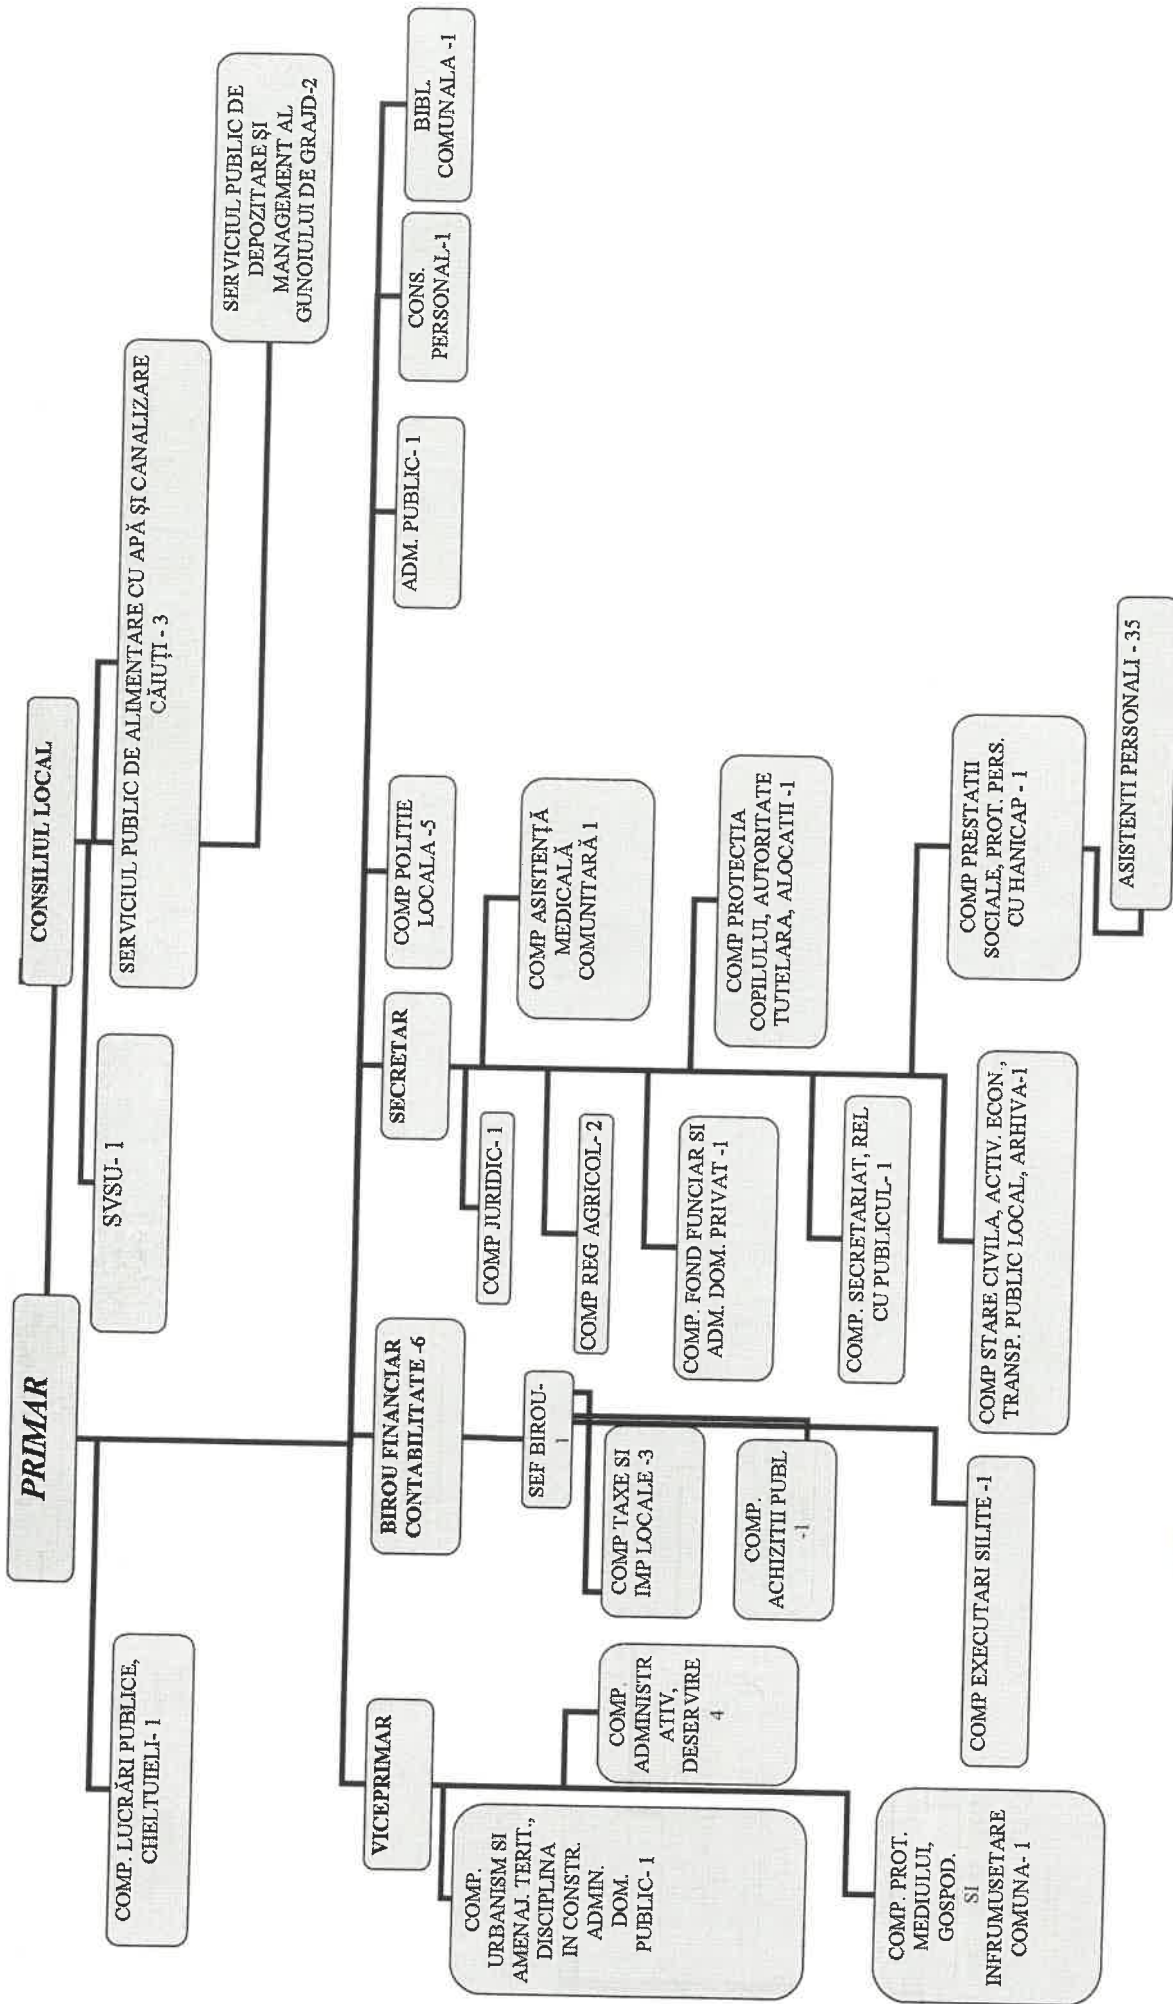 PRIMAR
CONSILIUL LOCAL
COMP. LUCRĂRI PUBLICE,
CHELTUIELI- 1
SVSU- 1
SERVICIUL PUBLIC DE ALIMENTARE CU APĂ ŞI CANALIZARE
CĂIUŢI - 3
SERVICIUL PUBLIC DE
DEPOZITARE ŞI
MANAGEMENT AL
GUNOIULUI DE GRAJD-2
VICEPRIMAR
BIROU FINANCIAR
CONTABILITATE -6
SECRETAR
COMP POLITIE
LOCALA -5
ADM. PUBLIC- 1
CONS.
PERSONAL-1
BIBL.
COMUNALA -1
COMP.
URBANISM SI
AMENAJ. TERIT.,
DISCIPLINA
IN CONSTR.
ADMIN.
DOM.
PUBLIC- 1
COMP.
ADMINISTR
ATIV,
DESERVIRE
4
COMP. PROT.
MEDIULUI,
GOSPOD.
SI
INFRUMUSETARE
COMUNA- 1
SEF BIROU-
1
COMP TAXE SI
IMP LOCALE -3
COMP.
ACHIZITII PUBL
-1
COMP EXECUTARI SILITE -1
COMP JURIDIC- 1
COMP REG AGRICOL- 2
COMP. FOND FUNCIAR SI
ADM. DOM. PRIVAT -1
COMP. SECRETARIAT, REL
CU PUBLICUL- 1
COMP STARE CIVILA, ACTIV. ECON.,
TRANSP. PUBLIC LOCAL, ARHIVA-1
COMP ASISTENŢĂ
MEDICALĂ
COMUNITARĂ 1
COMP PROTECTIA
COPILULUI, AUTORITATE
TUTELARA, ALOCATII -1
COMP PRESTATII
SOCIALE, PROT. PERS.
CU HANICAP - 1
ASISTENTI PERSONALI - 35